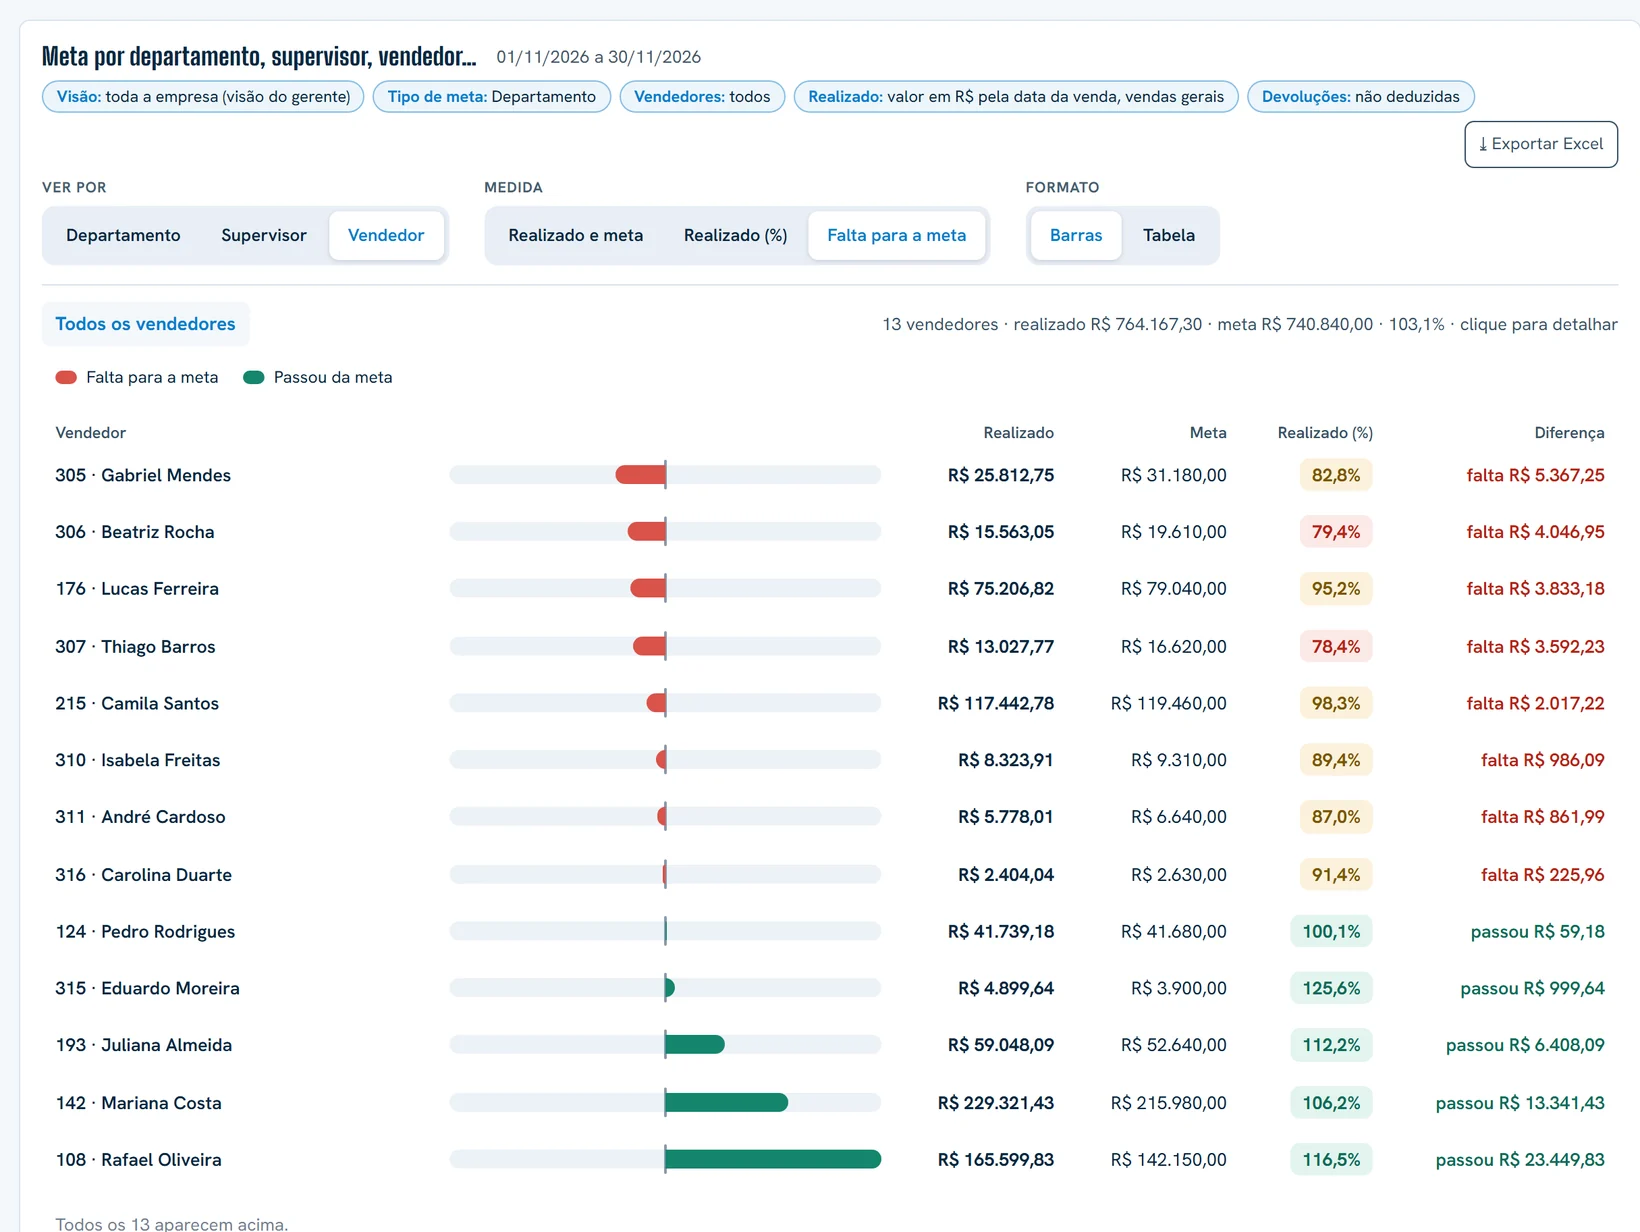 Meta por departamento, supervisor, vendedor... 01/11/2026 a 30/11/2026
Visão: toda a empresa (visão do gerente) Tipo de meta: Departamento Vendedores: todos Realizado: valor em R$ pela data da venda, vendas gerais Devoluções: não deduzidas
Exportar Excel
VER POR MEDIDA FORMATO
Departamento Supervisor Vendedor Realizado e meta Realizado (%) Falta para a meta Barras Tabela
Todos os vendedores 13 vendedores · realizado R$ 764.167,30 · meta R$ 740.840,00 · 103,1% · clique para detalhar
Falta para a meta Passou da meta
Vendedor Realizado Meta Realizado (%) Diferença
305 · Gabriel Mendes R$ 25.812,75 R$ 31.180,00 82,8% falta R$ 5.367,25
306 · Beatriz Rocha R$ 15.563,05 R$ 19.610,00 79,4% falta R$ 4.046,95
176 · Lucas Ferreira R$ 75.206,82 R$ 79.040,00 95,2% falta R$ 3.833,18
307 · Thiago Barros R$ 13.027,77 R$ 16.620,00 78,4% falta R$ 3.592,23
215 · Camila Santos R$ 117.442,78 R$ 119.460,00 98,3% falta R$ 2.017,22
310 · Isabela Freitas R$ 8.323,91 R$ 9.310,00 89,4% falta R$ 986,09
311 · André Cardoso R$ 5.778,01 R$ 6.640,00 87,0% falta R$ 861,99
316 · Carolina Duarte R$ 2.404,04 R$ 2.630,00 91,4% falta R$ 225,96
124 · Pedro Rodrigues R$ 41.739,18 R$ 41.680,00 100,1% passou R$ 59,18
315 · Eduardo Moreira R$ 4.899,64 R$ 3.900,00 125,6% passou R$ 999,64
193 · Juliana Almeida R$ 59.048,09 R$ 52.640,00 112,2% passou R$ 6.408,09
142 · Mariana Costa R$ 229.321,43 R$ 215.980,00 106,2% passou R$ 13.341,43
108 · Rafael Oliveira R$ 165.599,83 R$ 142.150,00 116,5% passou R$ 23.449,83
Todos os 13 aparecem acima.